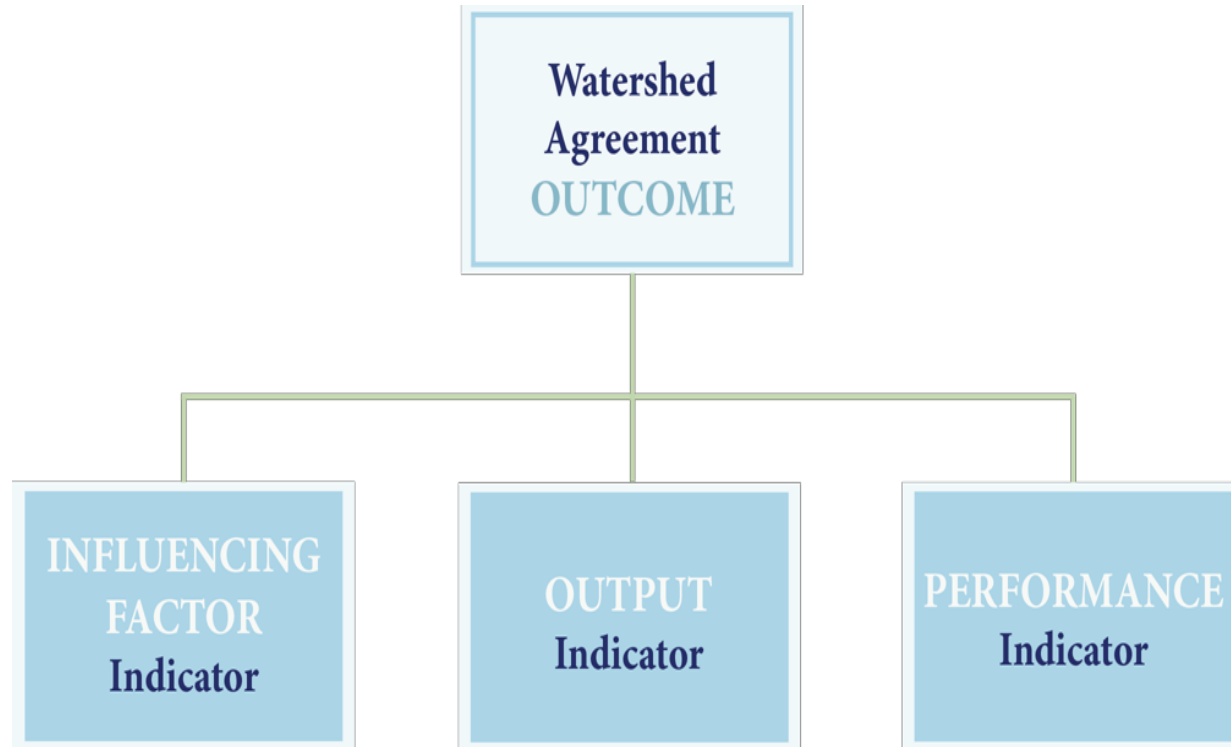 Watershed
Agreement
OUTCOME
INFLUENCING
FACTOR
Indicator
OUTPUT
Indicator
PERFORMANCE
Indicator